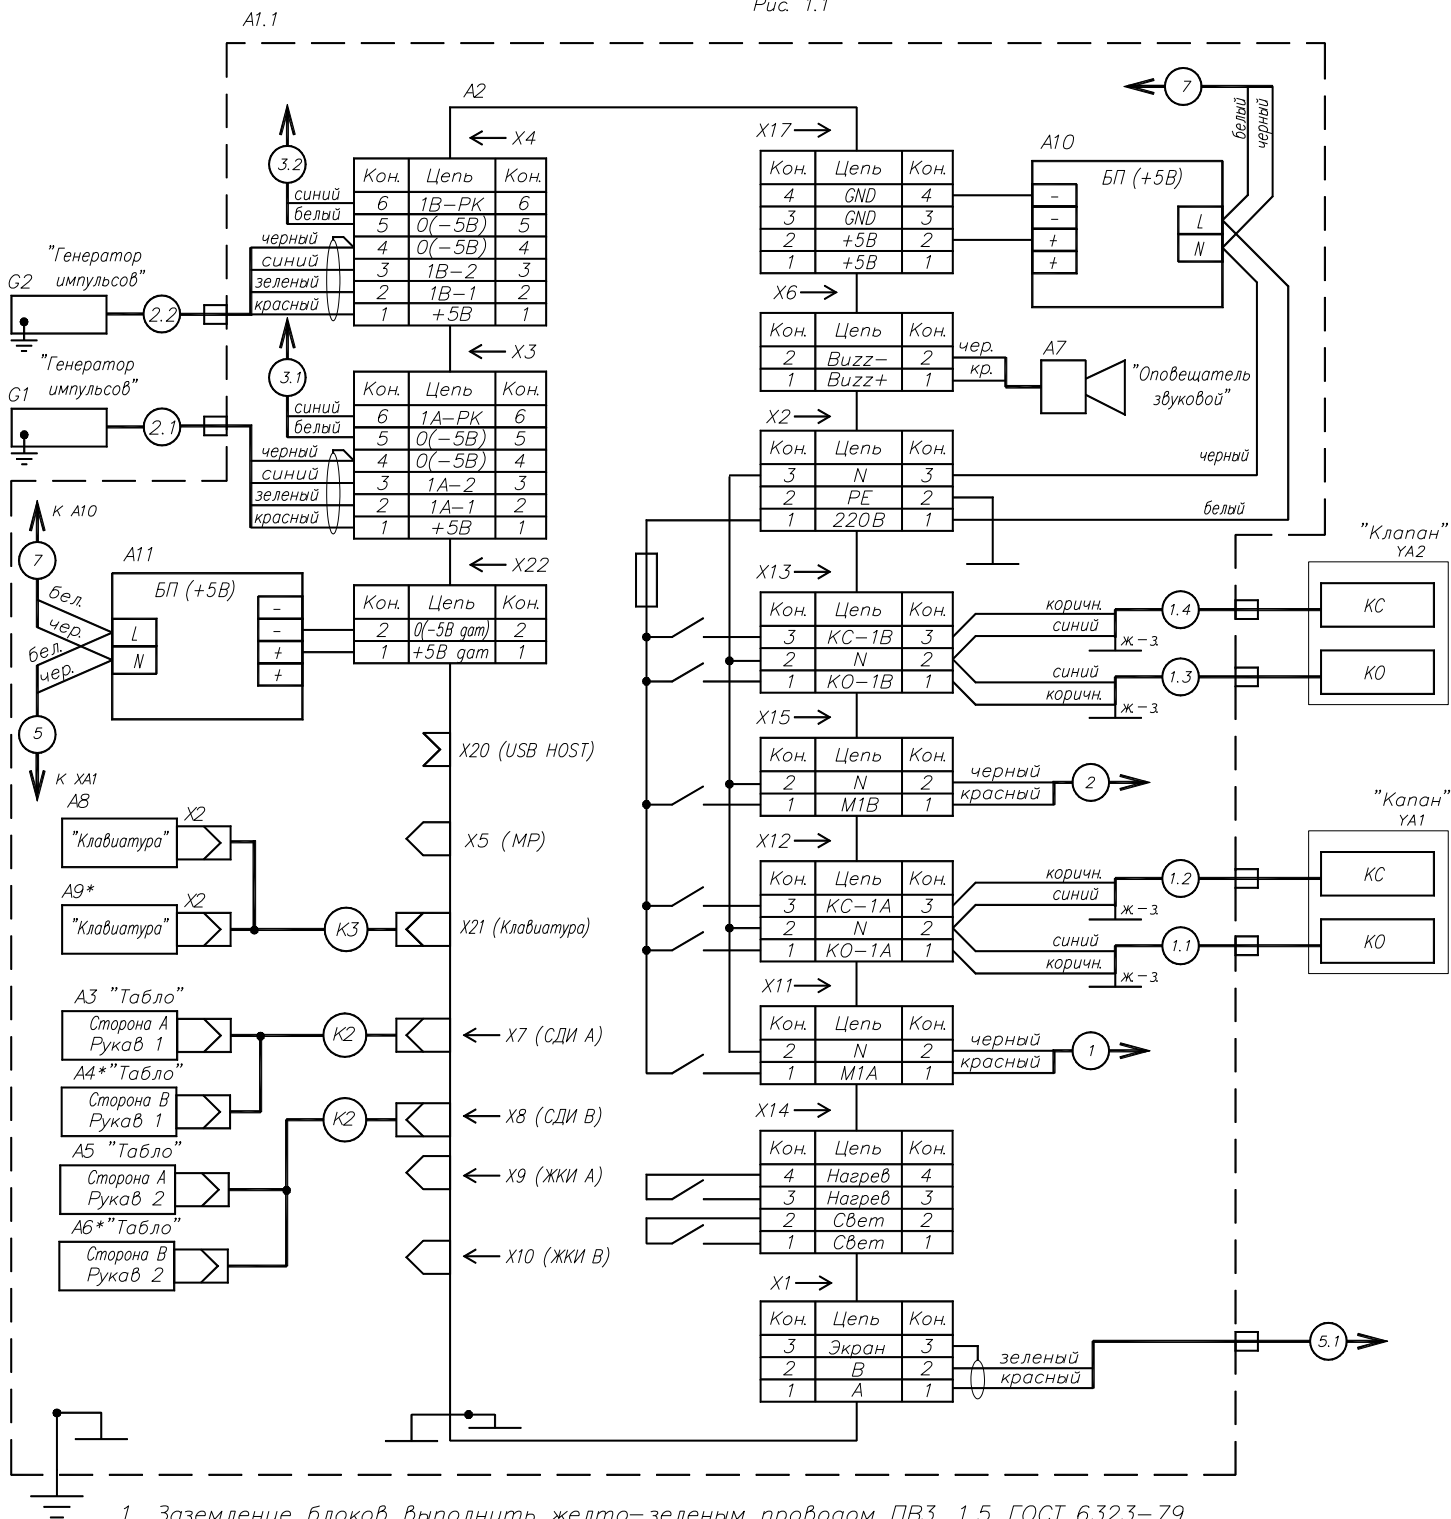 Рис. 1.1
A1.1
A2
X4
Кон. Цепь Кон.
6 1В-РК 6
5 0(-5В) 5
4 0(-5В) 4
3 1В-2 3
2 1В-1 2
1 +5В 1
3.2
синий
белый
черный
синий
зеленый
красный
"Генератор
импульсов"
G2
2.2
X3
Кон. Цепь Кон.
6 1А-РК 6
5 0(-5В) 5
4 0(-5В) 4
3 1А-2 3
2 1А-1 2
1 +5В 1
3.1
синий
белый
черный
синий
зеленый
красный
"Генератор
импульсов"
G1
2.1
X22
Кон. Цепь Кон.
2 0(-5В дат) 2
1 +5В дат 1
К А10
7
A11
БП (+5В)
L
N
-
-
+
+
бел.
чер.
бел.
чер.
5
К ХА1
X20 (USB HOST)
X5 (МР)
A8
"Клавиатура"
X2
A9*
"Клавиатура"
X2
К3
X21 (Клавиатура)
A3 "Табло"
Сторона А
Рукав 1
A4*"Табло"
Сторона В
Рукав 1
К2
X7 (СДИ А)
A5 "Табло"
Сторона А
Рукав 2
A6*"Табло"
Сторона В
Рукав 2
К2
X8 (СДИ В)
X9 (ЖКИ А)
X10 (ЖКИ В)
X17
Кон. Цепь Кон.
4 GND 4
3 GND 3
2 +5В 2
1 +5В 1
7
белый
черный
A10
БП (+5В)
-
-
+
+
L
N
X6
Кон. Цепь Кон.
2 Buzz- 2
1 Buzz+ 1
чер.
кр.
A7
"Оповещатель
звуковой"
X2
Кон. Цепь Кон.
3 N 3
2 РЕ 2
1 220В 1
черный
белый
X13
Кон. Цепь Кон.
3 КС-1В 3
2 N 2
1 КО-1В 1
коричн.
синий
ж.-з.
1.4
синий
коричн.
ж.-з.
1.3
"Клапан"
YA2
КС
КО
X15
Кон. Цепь Кон.
2 N 2
1 М1В 1
черный
красный
2
X12
Кон. Цепь Кон.
3 КС-1А 3
2 N 2
1 КО-1А 1
коричн.
синий
ж.-з.
1.2
синий
коричн.
ж.-з.
1.1
"Капан"
YA1
КС
КО
X11
Кон. Цепь Кон.
2 N 2
1 М1А 1
черный
красный
1
X14
Кон. Цепь Кон.
4 Нагрев 4
3 Нагрев 3
2 Свет 2
1 Свет 1
X1
Кон. Цепь Кон.
3 Экран 3
2 В 2
1 А 1
зеленый
красный
5.1
1. Заземление блоков выполнить желто-зеленым проводом ПВ3 1,5 ГОСТ 6323-79